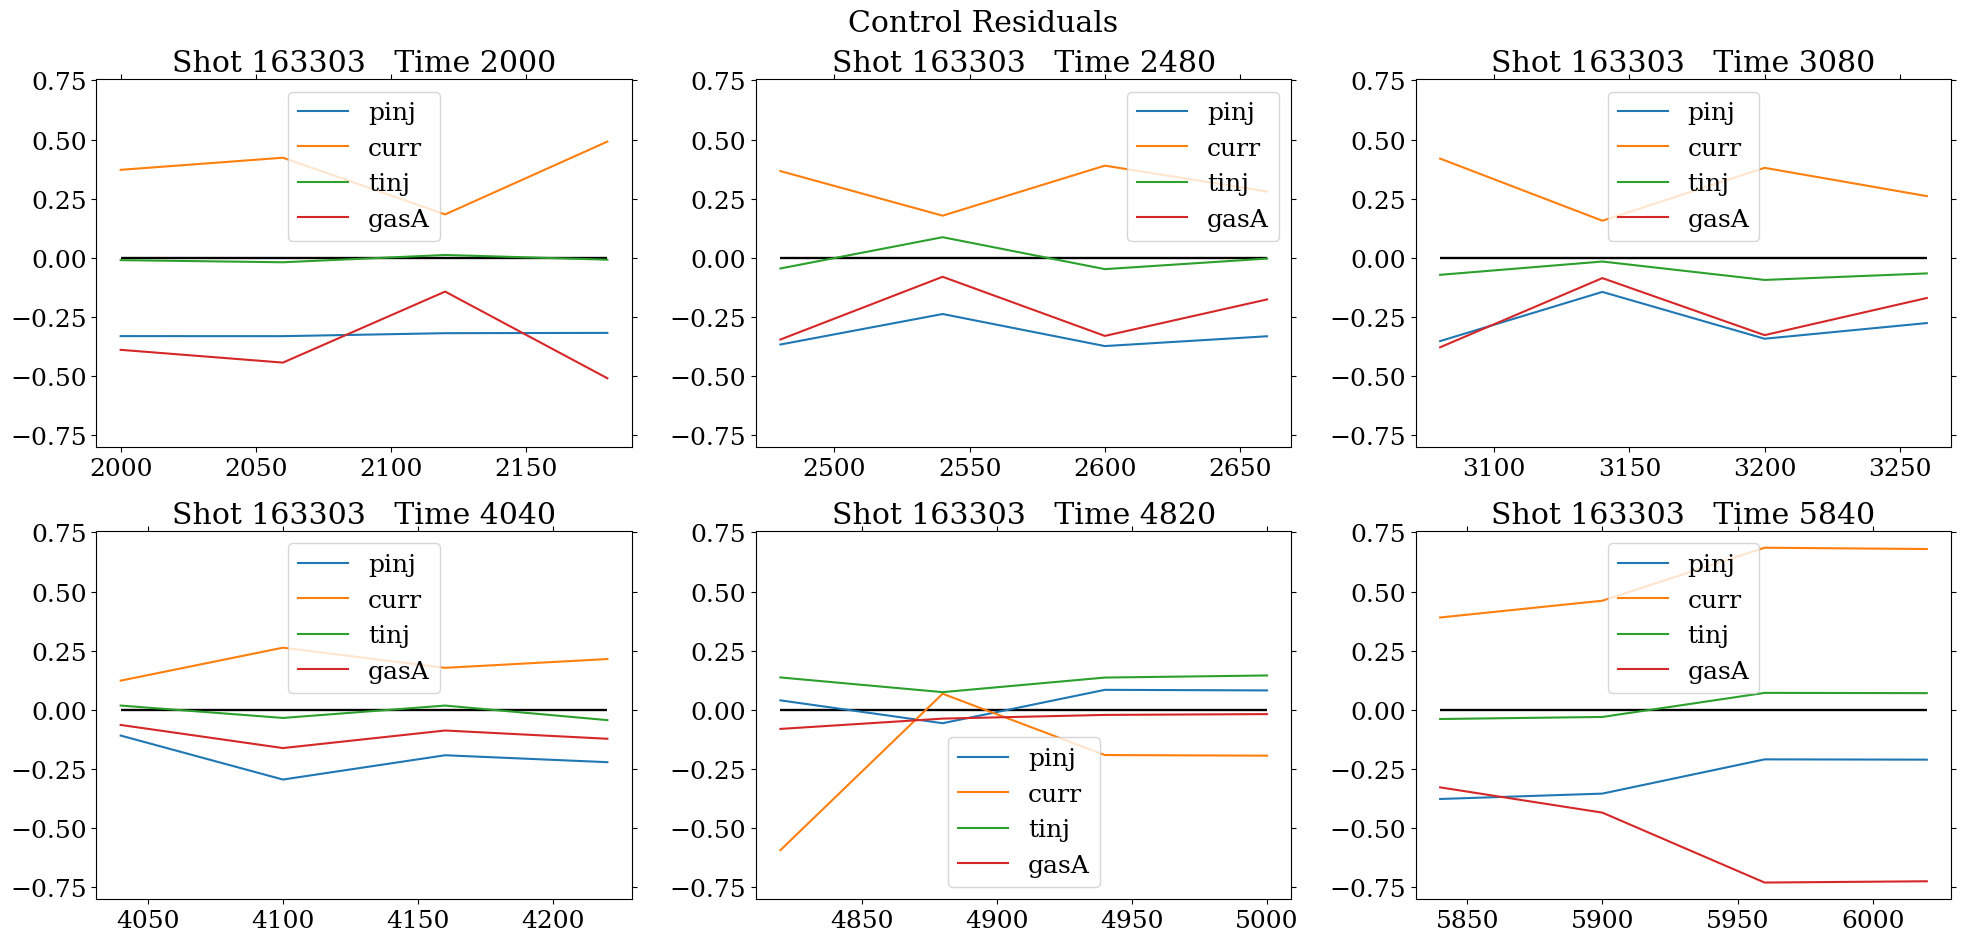 Control Residuals
Shot 163303   Time 2000
0.75
0.50
0.25
0.00
−0.25
−0.50
−0.75
pinj
curr
tinj
gasA
2000 2050 2100 2150
Shot 163303   Time 2480
0.75
0.50
0.25
0.00
−0.25
−0.50
−0.75
pinj
curr
tinj
gasA
2500 2550 2600 2650
Shot 163303   Time 3080
0.75
0.50
0.25
0.00
−0.25
−0.50
−0.75
pinj
curr
tinj
gasA
3100 3150 3200 3250
Shot 163303   Time 4040
0.75
0.50
0.25
0.00
−0.25
−0.50
−0.75
pinj
curr
tinj
gasA
4050 4100 4150 4200
Shot 163303   Time 4820
0.75
0.50
0.25
0.00
−0.25
−0.50
−0.75
pinj
curr
tinj
gasA
4850 4900 4950 5000
Shot 163303   Time 5840
0.75
0.50
0.25
0.00
−0.25
−0.50
−0.75
pinj
curr
tinj
gasA
5850 5900 5950 6000